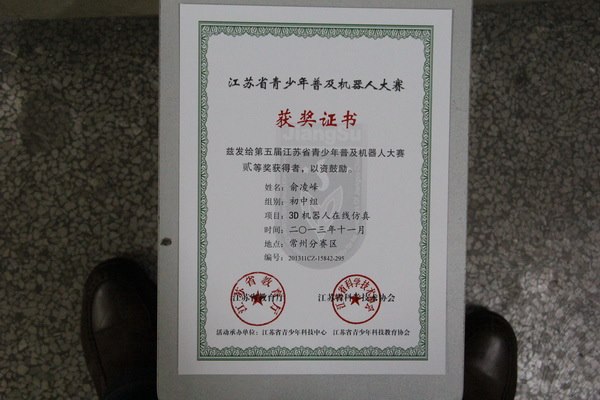 江苏省青少年普及机器人大赛
JiangSu
获奖证书
兹发给第五届江苏省青少年普及机器人大赛
贰等奖获得者，以资鼓励。
姓名：俞凌峰
组别：初中组
项目：3D 机器人在线仿真
时间：二〇一三年十一月
地点：常州分赛区
编号：201311CZ-15842-295
江苏省教育厅
江苏省科学技术协会
活动承办单位：江苏省青少年科技中心 江苏省青少年科技教育协会